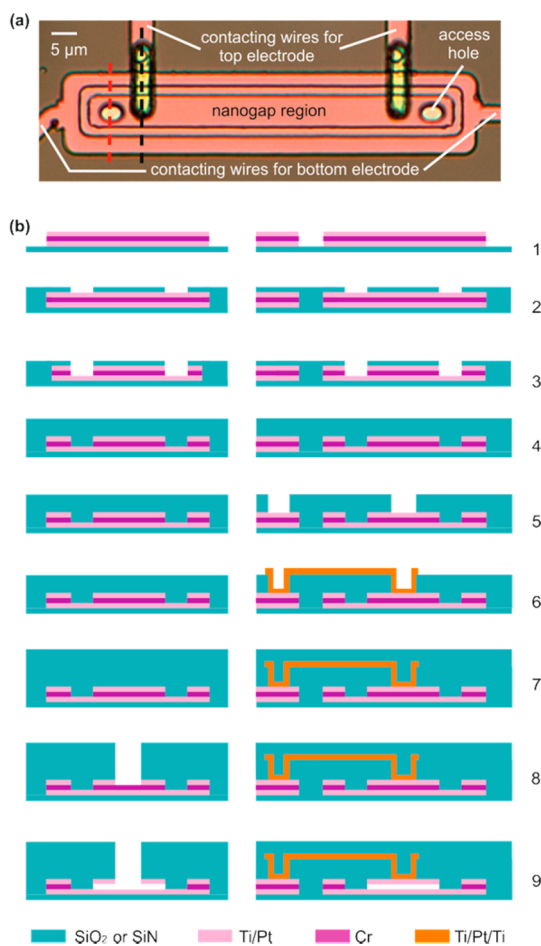 (a)
5 µm
contacting wires for
top electrode
access
hole
nanogap region
contacting wires for bottom electrode
(b)
1
2
3
4
5
6
7
8
9
SiO₂ or SiN
Ti/Pt
Cr
Ti/Pt/Ti